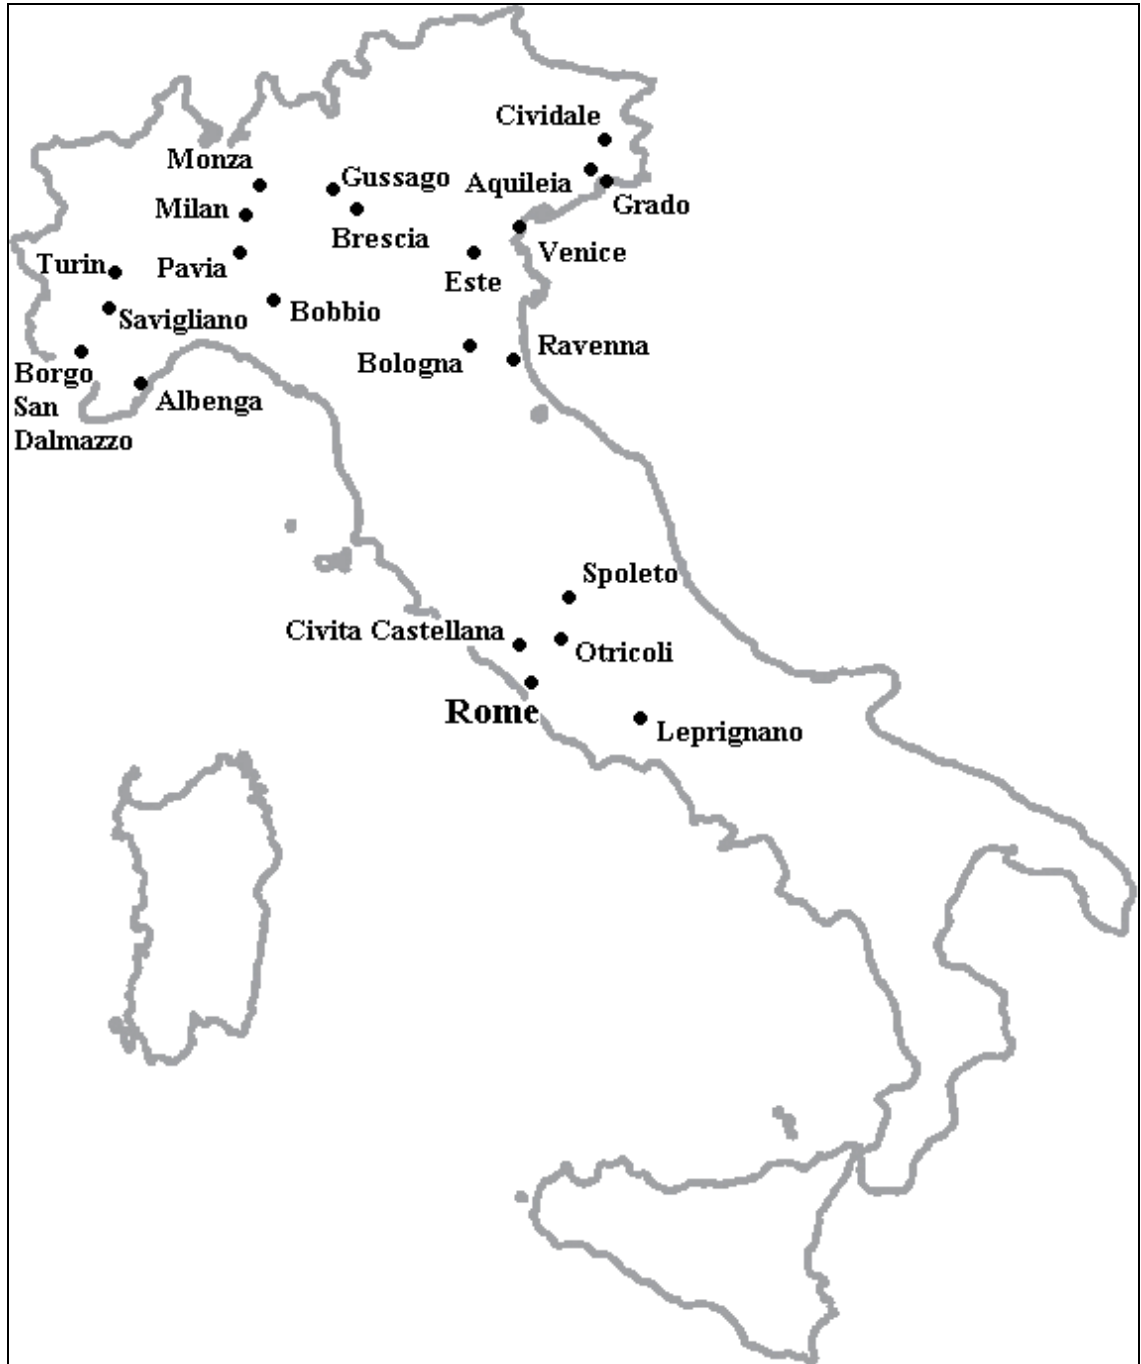 Cividale
Monza
Gussago
Aquileia
Grado
Milan
Brescia
Venice
Turin
Pavia
Este
Savigliano
Bobbio
Bologna
Ravenna
Borgo
San
Dalmazzo
Albenga
Spoleto
Civita Castellana
Otricoli
Rome
Leprignano